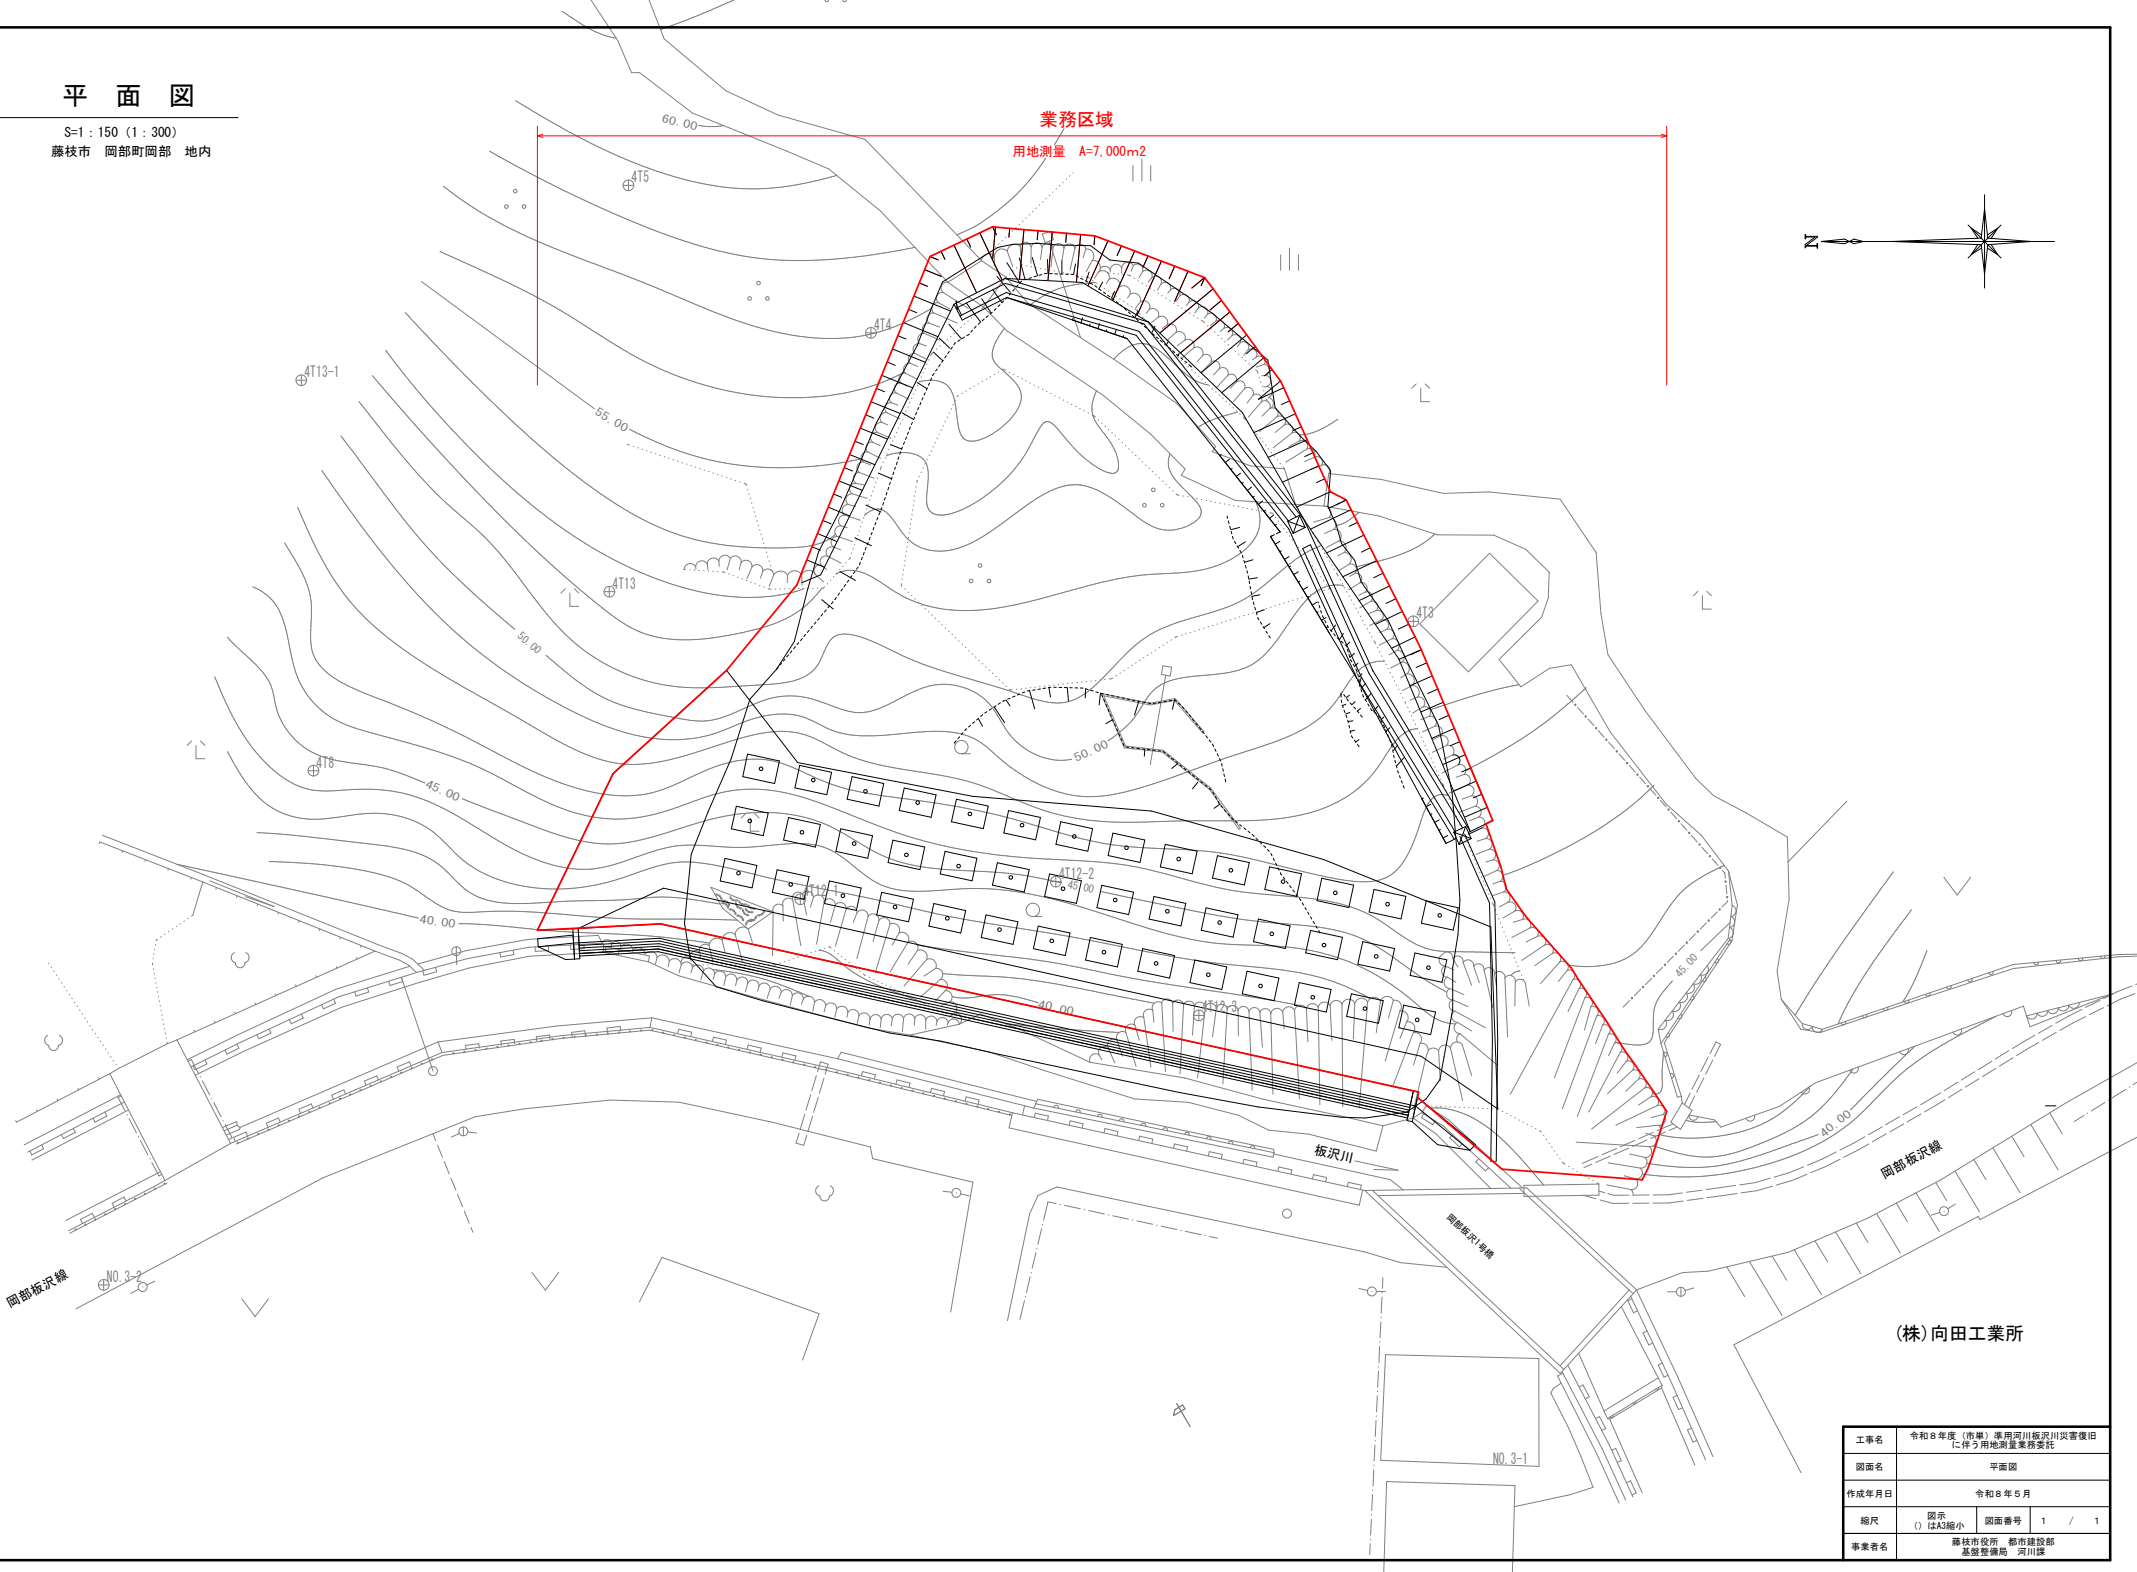 平 面 図
S=1：150（1：300）
藤枝市　岡部町岡部　地内
業務区域
用地測量　A=7,000m2
N
60.00
4T5
4T4
4T13-1
55.00
4T13
4T3
50.00
50.00
4T8
45.00
4T12-2
45.00
4T12-1
40.00
45.00
40.00
4T12-3
40.00
板沢川
岡部板沢線
岡部板沢1号橋
NO.3-2
岡部板沢線
(株)向田工業所
NO.3-1
工事名　令和８年度（市単）準用河川板沢川災害復旧
に伴う用地測量業務委託
図面名　平面図
作成年月日　令和８年５月
縮尺　図示
（）はA3縮小　図面番号　1　/　1
事業者名　藤枝市役所　都市建設部
基盤整備局　河川課